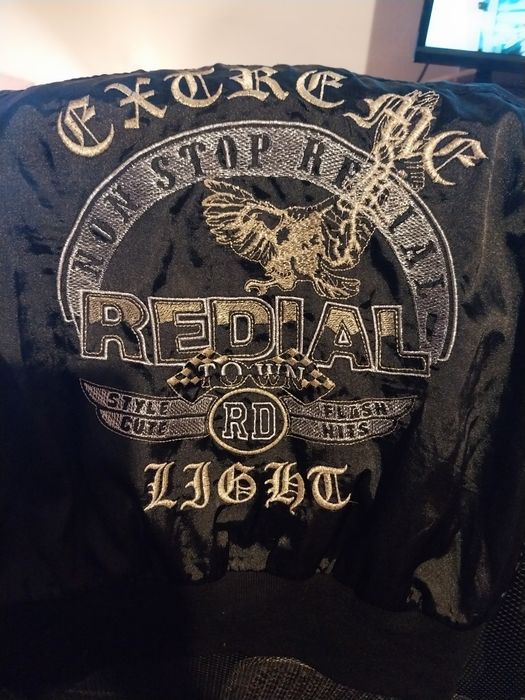 EXTREME
NON STOP REDIAL
REDIAL
TOWN
STYLE
CUTE
RD
FLASH
HITS
LIGHT